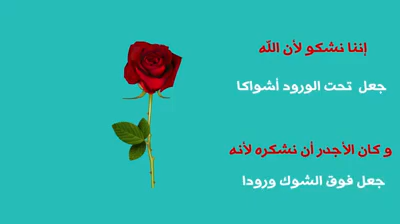 إننا نشكو لأن الله
جعل تحت الورود أشواكا
و كان الأجدر أن نشكره لأنه
جعل فوق الشوك ورودا